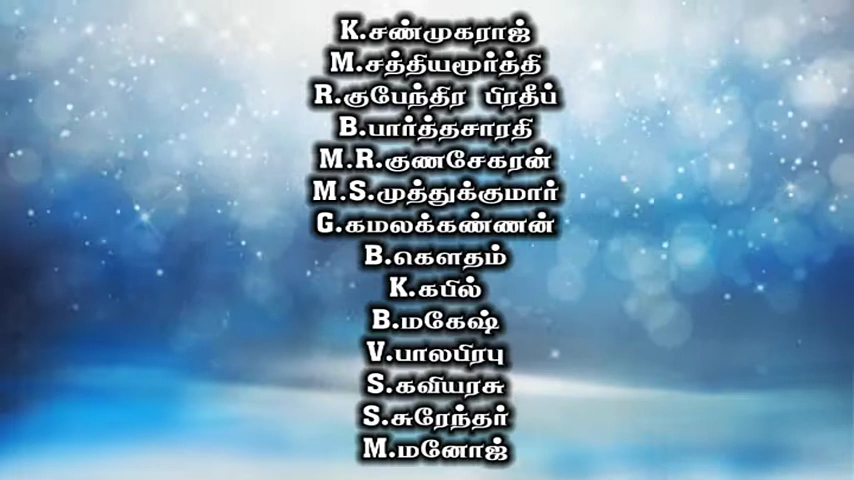 K.சண்முகராஜ்
M.சத்தியமூர்த்தி
R.குபேந்திர பிரதீப்
B.பார்த்தசாரதி
M.R.குணசேகரன்
M.S.முத்துக்குமார்
G.கமலக்கண்ணன்
B.கௌதம்
K.கபில்
B.மகேஷ்
V.பாலபிரபு
S.கவியரசு
S.சுரேந்தர்
M.மனோஜ்